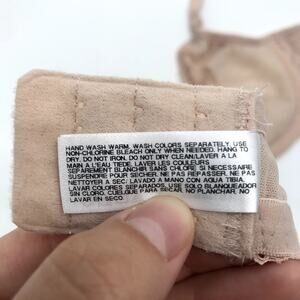 HAND WASH WARM, WASH COLORS SEPARATELY. USE
NON-CHLORINE BLEACH ONLY WHEN NEEDED. HANG TO
DRY. DO NOT IRON. DO NOT DRY CLEAN/LAVER A LA
MAIN A L'EAU TIEDE. LAVER LES COULEURS
SEPAREMENT BLANCHIR SANS CHLORE SI NECESSAIRE
SUSPENDRE POUR SECHER. NE PAS REPASSER. NE PAS
NETTOYER A SEC/LAVADO A MANO CON AGUA TIBIA.
LAVAR COLORES SEPARADOS. USE SOLO BLANQUEADOR
SIN CLORO. CUELGUE PARA SECAR. NO PLANCHAR. NO
LAVAR EN SECO.